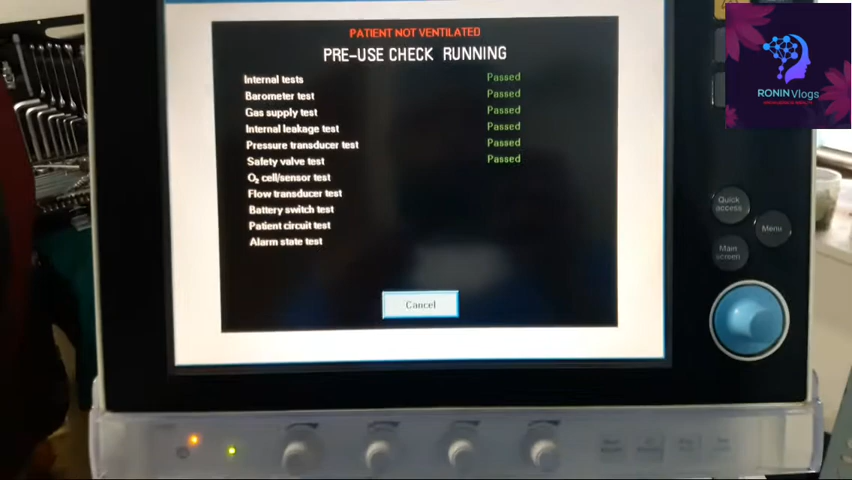 PATIENT NOT VENTILATED
PRE-USE CHECK RUNNING
Internal tests Passed
Barometer test Passed
Gas supply test Passed
Internal leakage test Passed
Pressure transducer test Passed
Safety valve test Passed
O₂ cell/sensor test
Flow transducer test
Battery switch test
Patient circuit test
Alarm state test
Cancel
RONIN Vlogs
Quick access
Menu
Main screen